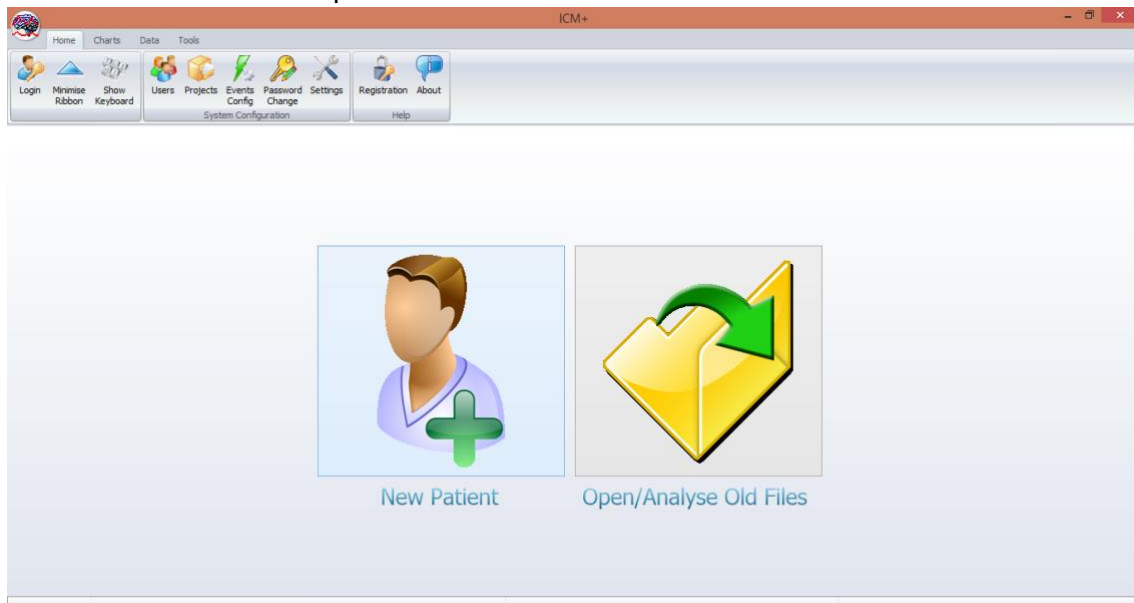 ICM+
Home Charts Data Tools
Login Minimise Ribbon Show Keyboard Users Projects Events Config Password Change Settings Registration About
System Configuration Help
New Patient Open/Analyse Old Files